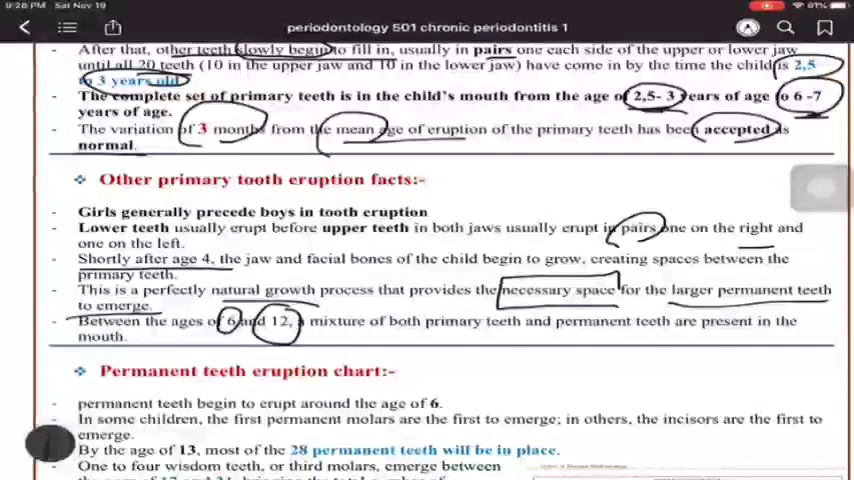 9:26 PM Sat Nov 19
91%
periodontology 501 chronic periodontitis 1
- After that, other teeth slowly begin to fill in, usually in pairs one each side of the upper or lower jaw
until all 20 teeth (10 in the upper jaw and 10 in the lower jaw) have come in by the time the child is 2,5
to 3 years old
- The complete set of primary teeth is in the child's mouth from the age of 2,5- 3 years of age to 6 -7
years of age.
- The variation of 3 months from the mean age of eruption of the primary teeth has been accepted as
normal.
❖ Other primary tooth eruption facts:-
- Girls generally precede boys in tooth eruption
- Lower teeth usually erupt before upper teeth in both jaws usually erupt in pairs one on the right and
one on the left.
- Shortly after age 4, the jaw and facial bones of the child begin to grow, creating spaces between the
primary teeth.
- This is a perfectly natural growth process that provides the necessary space for the larger permanent teeth
to emerge.
- Between the ages of 6 and 12, a mixture of both primary teeth and permanent teeth are present in the
mouth.
❖ Permanent teeth eruption chart:-
- permanent teeth begin to erupt around the age of 6.
- In some children, the first permanent molars are the first to emerge; in others, the incisors are the first to
emerge.
- By the age of 13, most of the 28 permanent teeth will be in place.
- One to four wisdom teeth, or third molars, emerge between